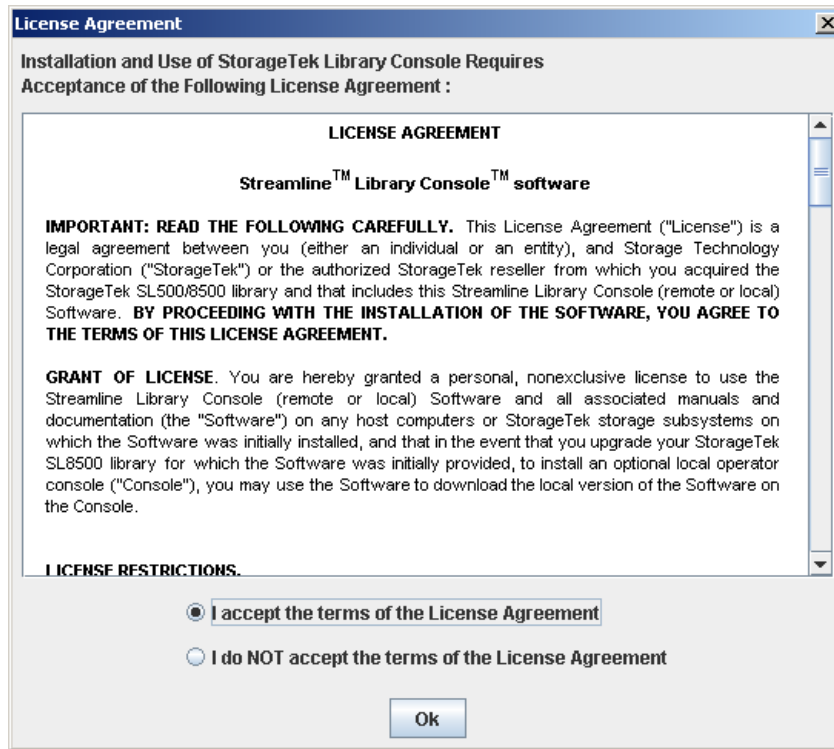 License Agreement
Installation and Use of StorageTek Library Console Requires
Acceptance of the Following License Agreement :
LICENSE AGREEMENT
Streamline™ Library Console™ software
IMPORTANT: READ THE FOLLOWING CAREFULLY. This License Agreement ("License") is a
legal agreement between you (either an individual or an entity), and Storage Technology
Corporation ("StorageTek") or the authorized StorageTek reseller from which you acquired the
StorageTek SL500/8500 library and that includes this Streamline Library Console (remote or local)
Software. BY PROCEEDING WITH THE INSTALLATION OF THE SOFTWARE, YOU AGREE TO
THE TERMS OF THIS LICENSE AGREEMENT.
GRANT OF LICENSE. You are hereby granted a personal, nonexclusive license to use the
Streamline Library Console (remote or local) Software and all associated manuals and
documentation (the "Software") on any host computers or StorageTek storage subsystems on
which the Software was initially installed, and that in the event that you upgrade your StorageTek
SL8500 library for which the Software was initially provided, to install an optional local operator
console ("Console"), you may use the Software to download the local version of the Software on
the Console.
LICENSE RESTRICTIONS.
I accept the terms of the License Agreement
I do NOT accept the terms of the License Agreement
Ok